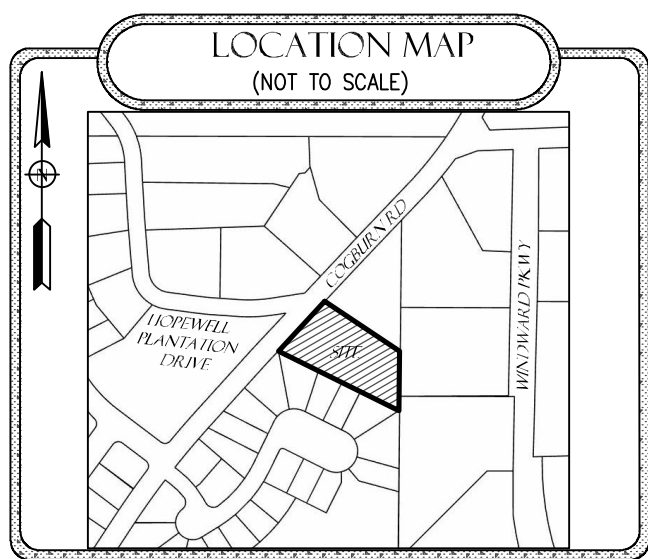 LOCATION MAP
(NOT TO SCALE)
N
COGBURN RD
HOPEWELL
PLANTATION
DRIVE
SITE
WINDWARD PKWY